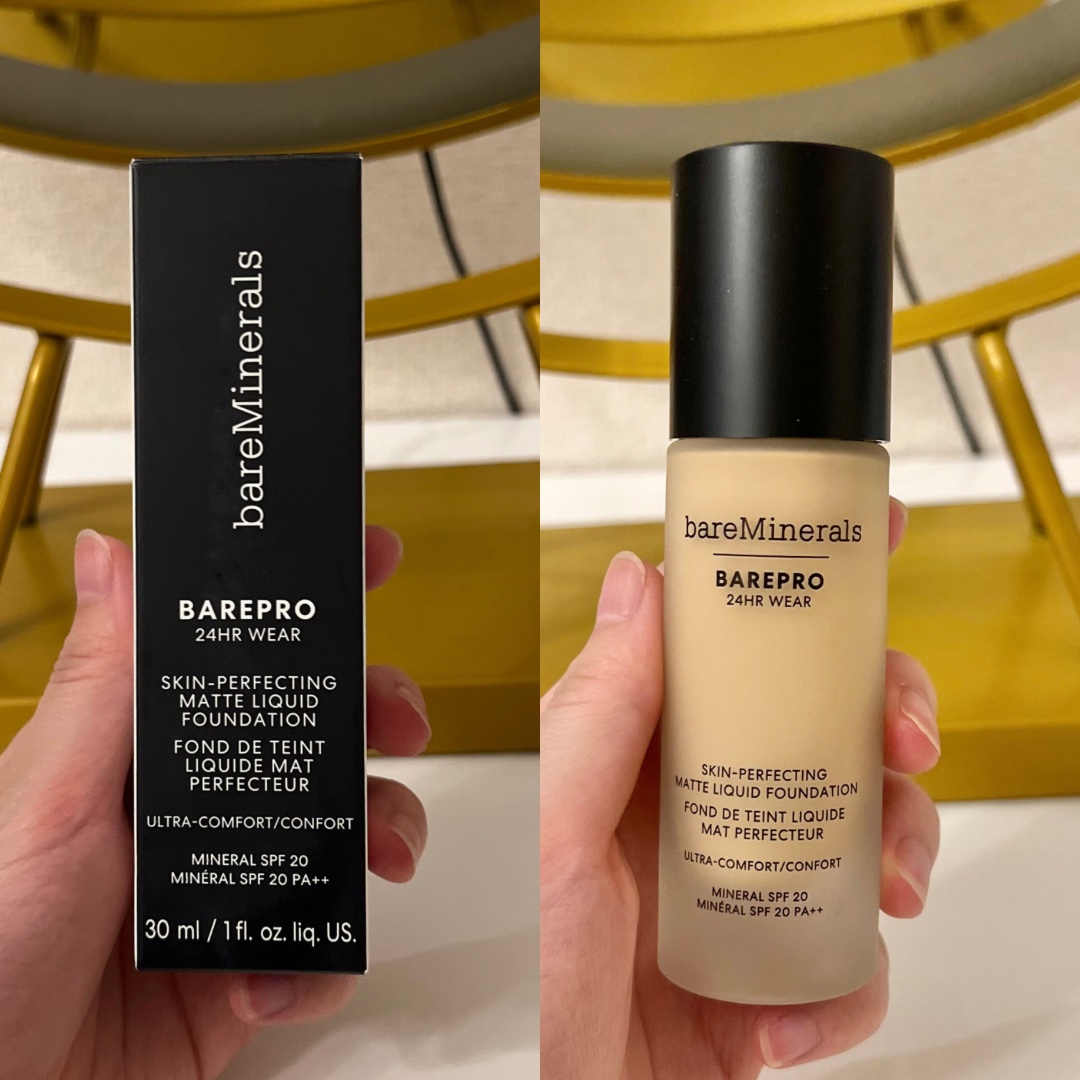 bareMinerals
BAREPRO
24HR WEAR
SKIN-PERFECTING
MATTE LIQUID
FOUNDATION
FOND DE TEINT
LIQUIDE MAT
PERFECTEUR
ULTRA-COMFORT/CONFORT
MINERAL SPF 20
MINÉRAL SPF 20 PA++
30 ml / 1 fl. oz. liq. US.
bareMinerals
BAREPRO
24HR WEAR
SKIN-PERFECTING
MATTE LIQUID FOUNDATION
FOND DE TEINT LIQUIDE
MAT PERFECTEUR
ULTRA-COMFORT/CONFORT
MINERAL SPF 20
MINÉRAL SPF 20 PA++